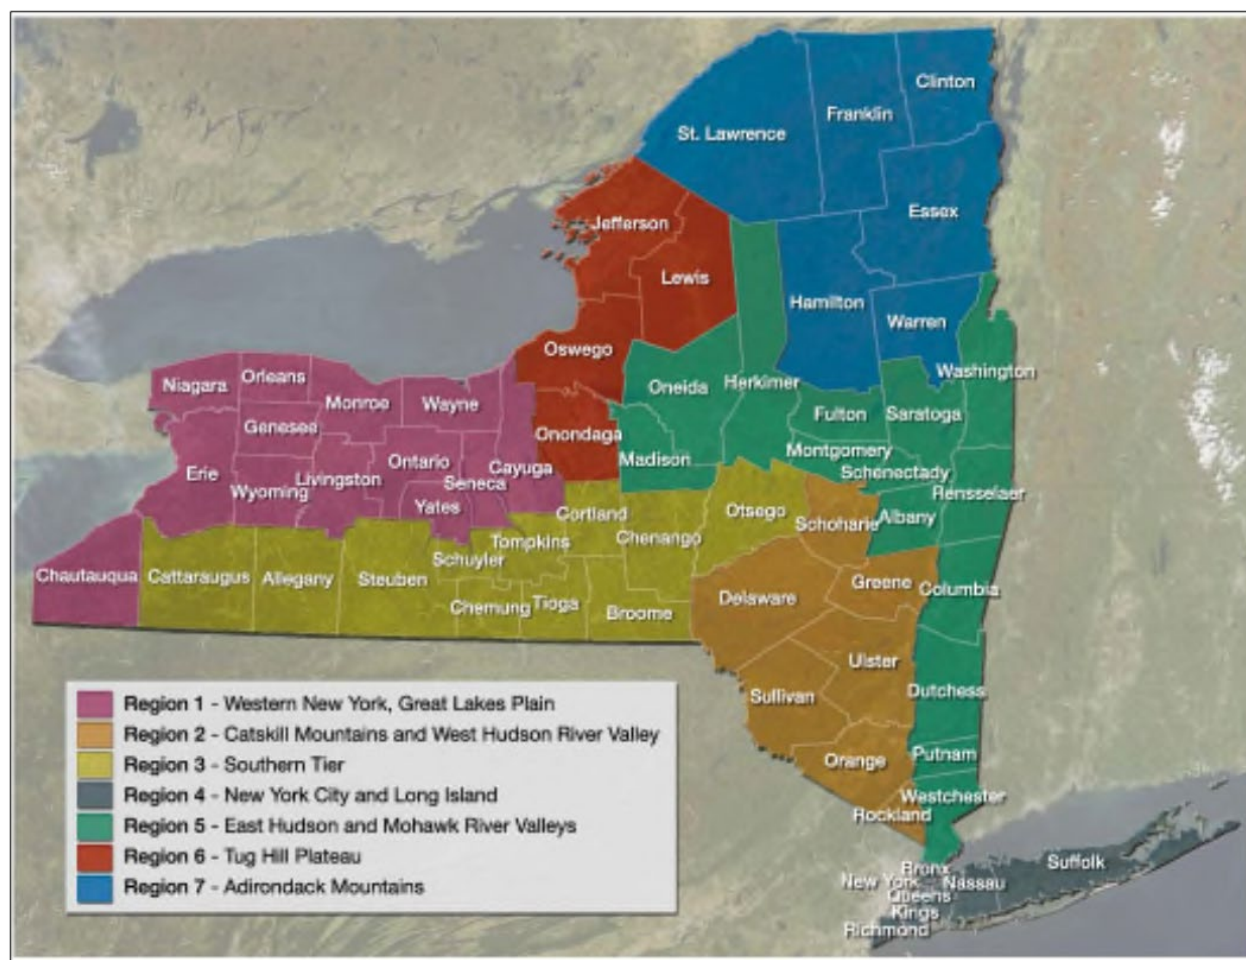 Clinton
Franklin
St. Lawrence
Essex
Jefferson
Lewis
Hamilton
Warren
Oswego
Washington
Niagara
Orleans
Oneida
Herkimer
Monroe
Wayne
Fulton
Saratoga
Genesee
Onondaga
Montgomery
Madison
Ontario
Cayuga
Schenectady
Erie
Livingston
Seneca
Wyoming
Rensselaer
Yates
Cortland
Otsego
Albany
Schoharie
Tompkins
Chenango
Schuyler
Chautauqua
Cattaraugus
Allegany
Steuben
Greene
Columbia
Chemung
Tioga
Broome
Delaware
Ulster
Sullivan
Dutchess
Putnam
Orange
Westchester
Rockland
Suffolk
Bronx
New York
Nassau
Queens
Kings
Richmond
Region 1 - Western New York, Great Lakes Plain
Region 2 - Catskill Mountains and West Hudson River Valley
Region 3 - Southern Tier
Region 4 - New York City and Long Island
Region 5 - East Hudson and Mohawk River Valleys
Region 6 - Tug Hill Plateau
Region 7 - Adirondack Mountains